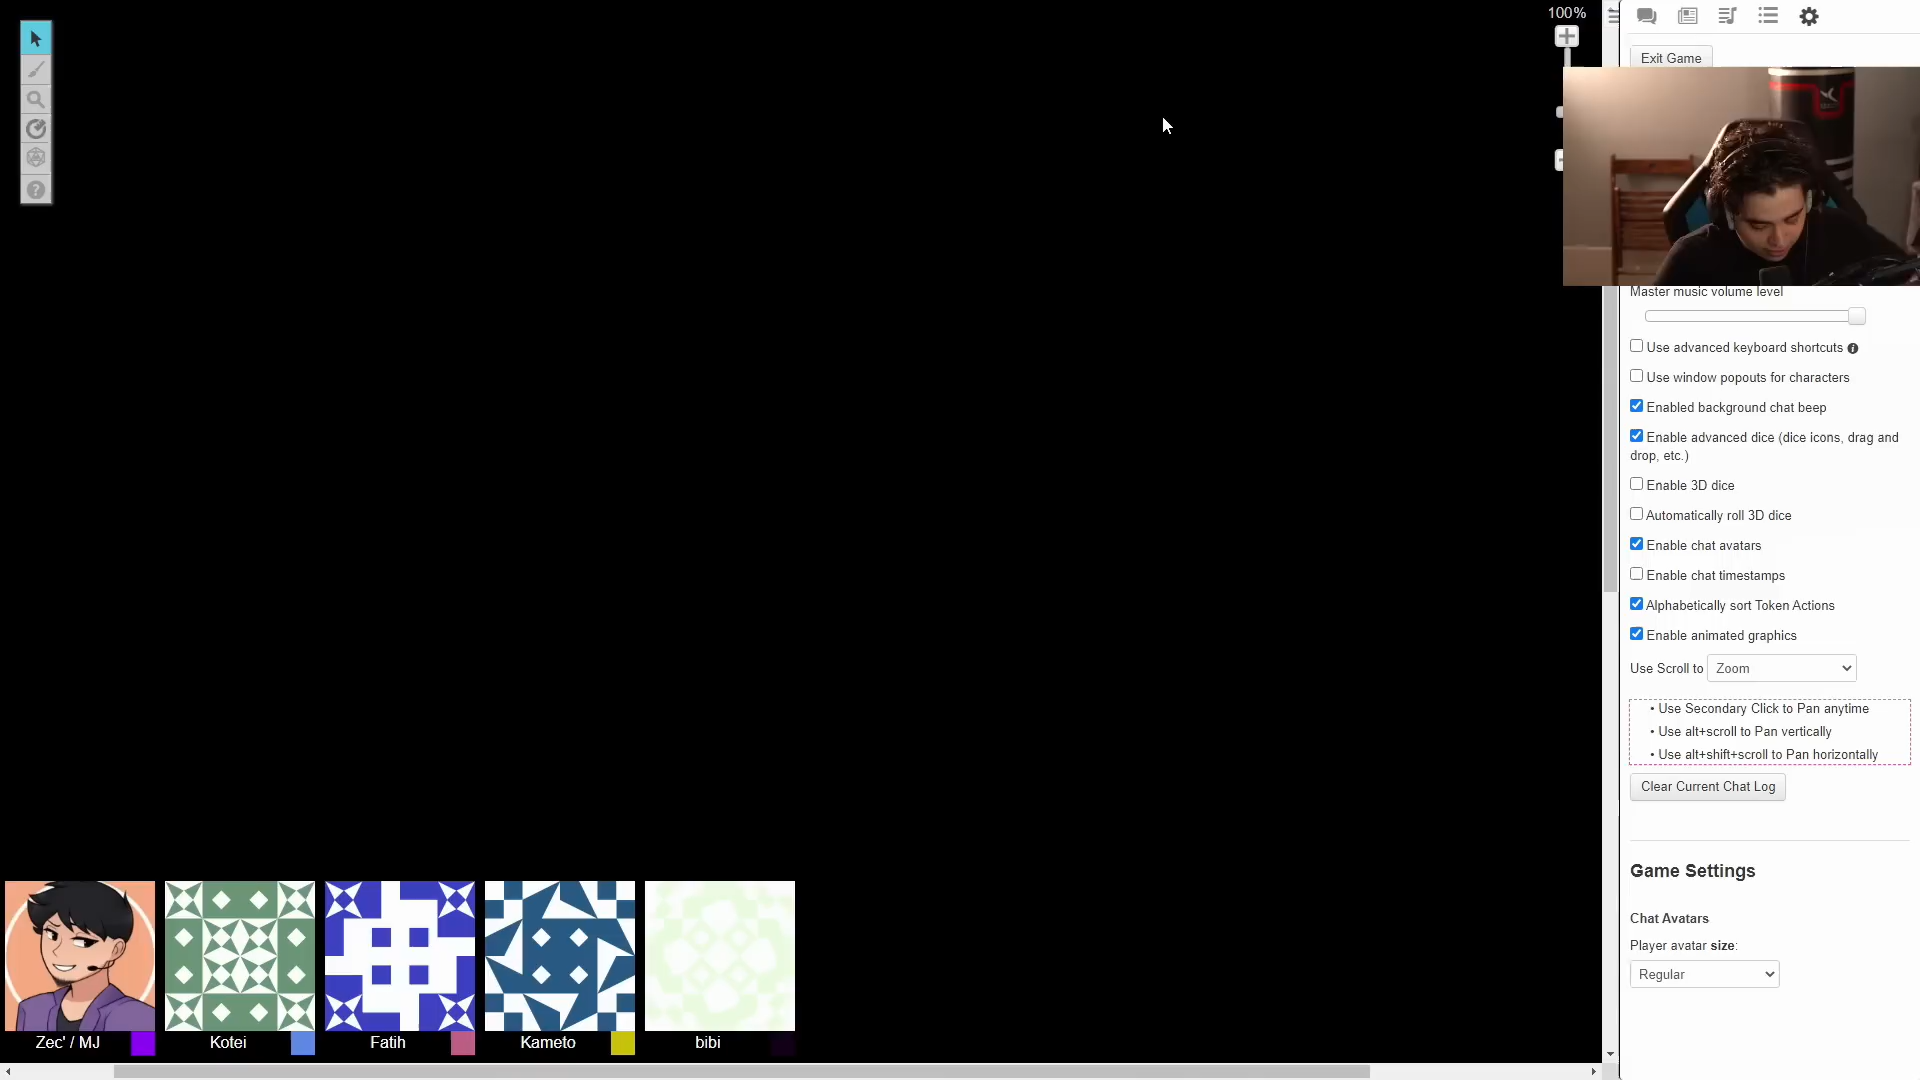 100%
Exit Game
Master music volume level
Use advanced keyboard shortcuts
Use window popouts for characters
Enabled background chat beep
Enable advanced dice (dice icons, drag and
drop, etc.)
Enable 3D dice
Automatically roll 3D dice
Enable chat avatars
Enable chat timestamps
Alphabetically sort Token Actions
Enable animated graphics
Use Scroll to Zoom
• Use Secondary Click to Pan anytime
• Use alt+scroll to Pan vertically
• Use alt+shift+scroll to Pan horizontally
Clear Current Chat Log
Game Settings
Chat Avatars
Player avatar size:
Regular
Zec' / MJ
Kotei
Fatih
Kameto
bibi